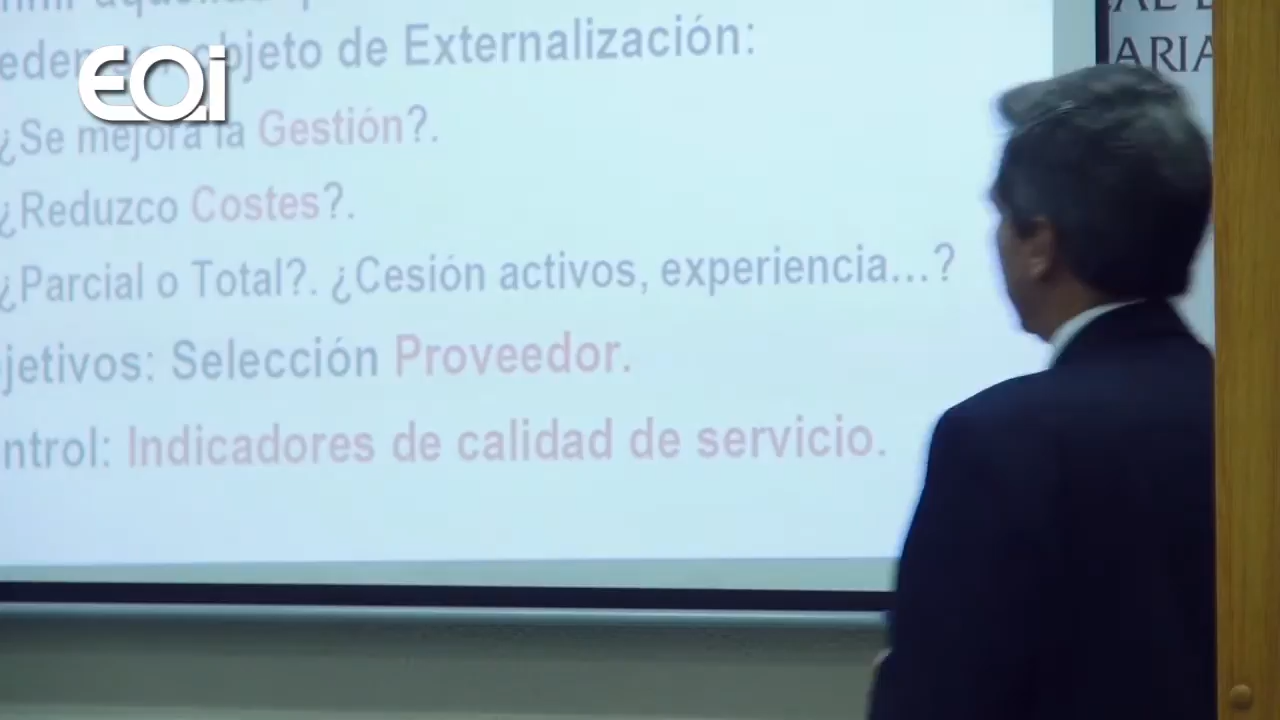 objeto de Externalización:
EOi
¿Se mejora la Gestión?.
¿Reduzco Costes?.
¿Parcial o Total?. ¿Cesión activos, experiencia...?
jetivos: Selección Proveedor.
ntrol: Indicadores de calidad de servicio.
ARIA